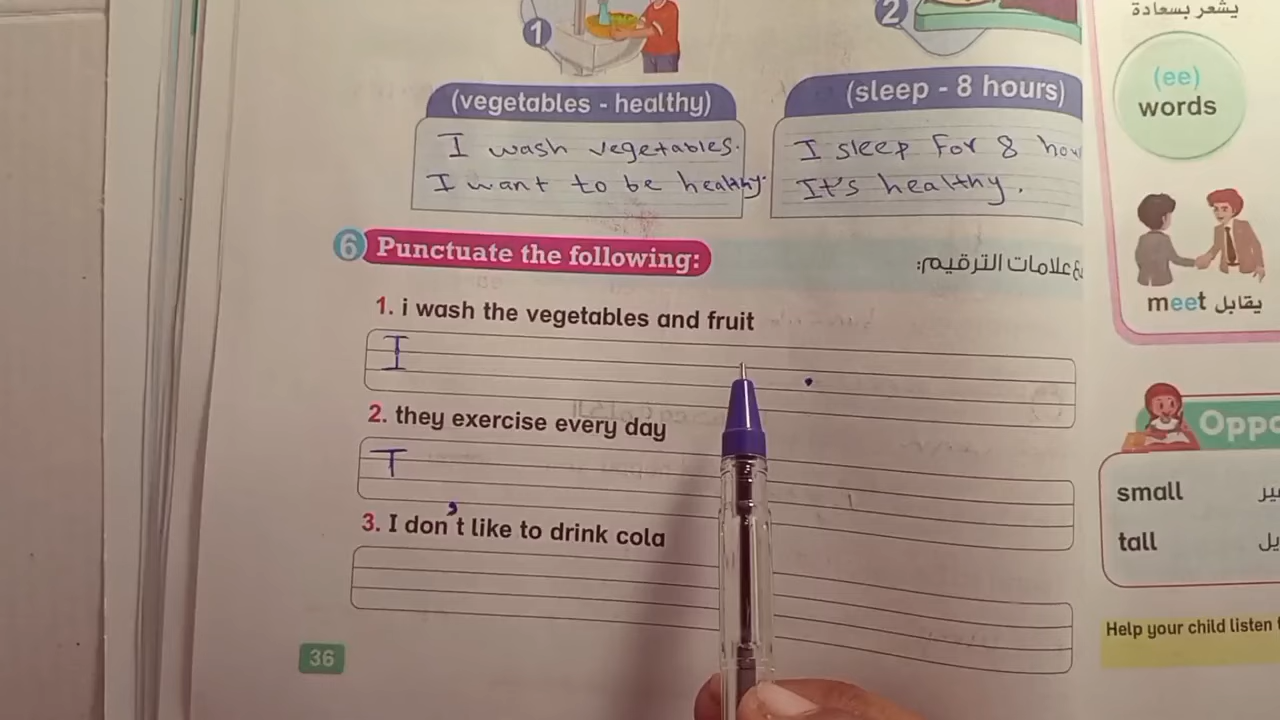 1
2
(vegetables - healthy)
I wash vegetables.
I want to be healthy.
(sleep - 8 hours)
I sleep For 8
It's healthy.
6 Punctuate the following:
علامات الترقيم:
1. i wash the vegetables and fruit
I .
2. they exercise every day
T
3. I don't like to drink cola
36
يشعر بسعادة
(ee)
words
meet يقابل
small
tall
Help your child listen